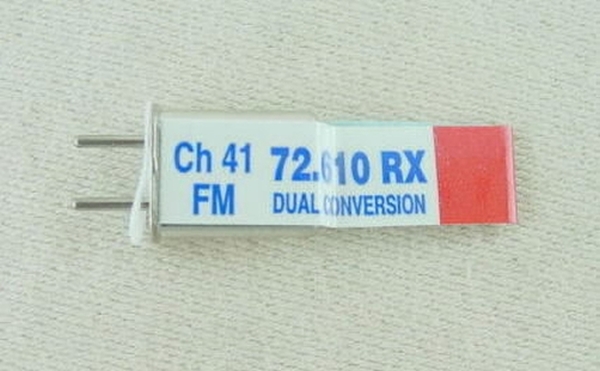 Ch 41 72.610 RX
FM DUAL CONVERSION